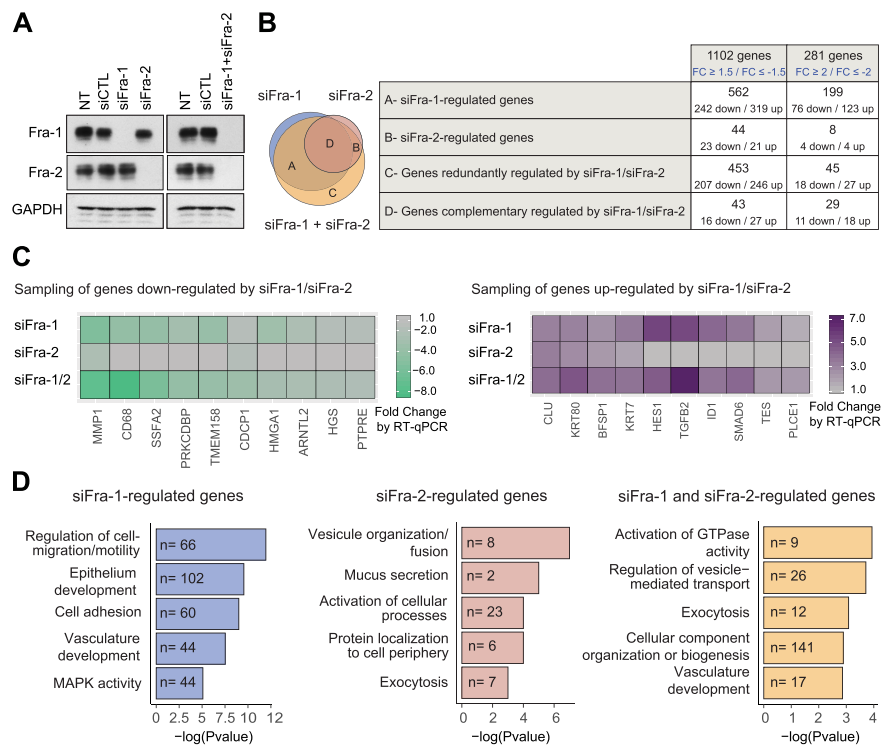 A
NT
siCTL
siFra-1
siFra-2
NT
siCTL
siFra-1+siFra-2
Fra-1
Fra-2
GAPDH
B
siFra-1
siFra-2
D
B
A
C
siFra-1 + siFra-2
1102 genes
FC ≥ 1.5 / FC ≤ -1.5
281 genes
FC ≥ 2 / FC ≤ -2
A- siFra-1-regulated genes
562
242 down / 319 up
199
76 down / 123 up
B- siFra-2-regulated genes
44
23 down / 21 up
8
4 down / 4 up
C- Genes redundantly regulated by siFra-1/siFra-2
453
207 down / 246 up
45
18 down / 27 up
D- Genes complementary regulated by siFra-1/siFra-2
43
16 down / 27 up
29
11 down / 18 up
C
Sampling of genes down-regulated by siFra-1/siFra-2
siFra-1
siFra-2
siFra-1/2
MMP1
CD68
SSFA2
PRKCDBP
TMEM158
CDCP1
HMGA1
ARNTL2
HGS
PTPRE
1.0
−2.0
−4.0
−6.0
−8.0
Fold Change
by RT-qPCR
Sampling of genes up-regulated by siFra-1/siFra-2
siFra-1
siFra-2
siFra-1/2
CLU
KRT80
BFSP1
KRT7
HES1
TGFB2
ID1
SMAD6
TES
PLCE1
7.0
5.0
3.0
1.0
Fold Change
by RT-qPCR
D
siFra-1-regulated genes
Regulation of cell-
migration/motility
n= 66
Epithelium
development
n= 102
Cell adhesion
n= 60
Vasculature
development
n= 44
MAPK activity
n= 44
0 2.5 5 7.5 10 12
−log(Pvalue)
siFra-2-regulated genes
Vesicule organization/
fusion
n= 8
Mucus secretion
n= 2
Activation of cellular
processes
n= 23
Protein localization
to cell periphery
n= 6
Exocytosis
n= 7
0 2 4 6
−log(Pvalue)
siFra-1 and siFra-2-regulated genes
Activation of GTPase
activity
n= 9
Regulation of vesicle−
mediated transport
n= 26
Exocytosis
n= 12
Cellular component
organization or biogenesis
n= 141
Vasculature
development
n= 17
0 1 2 3 4
−log(Pvalue)